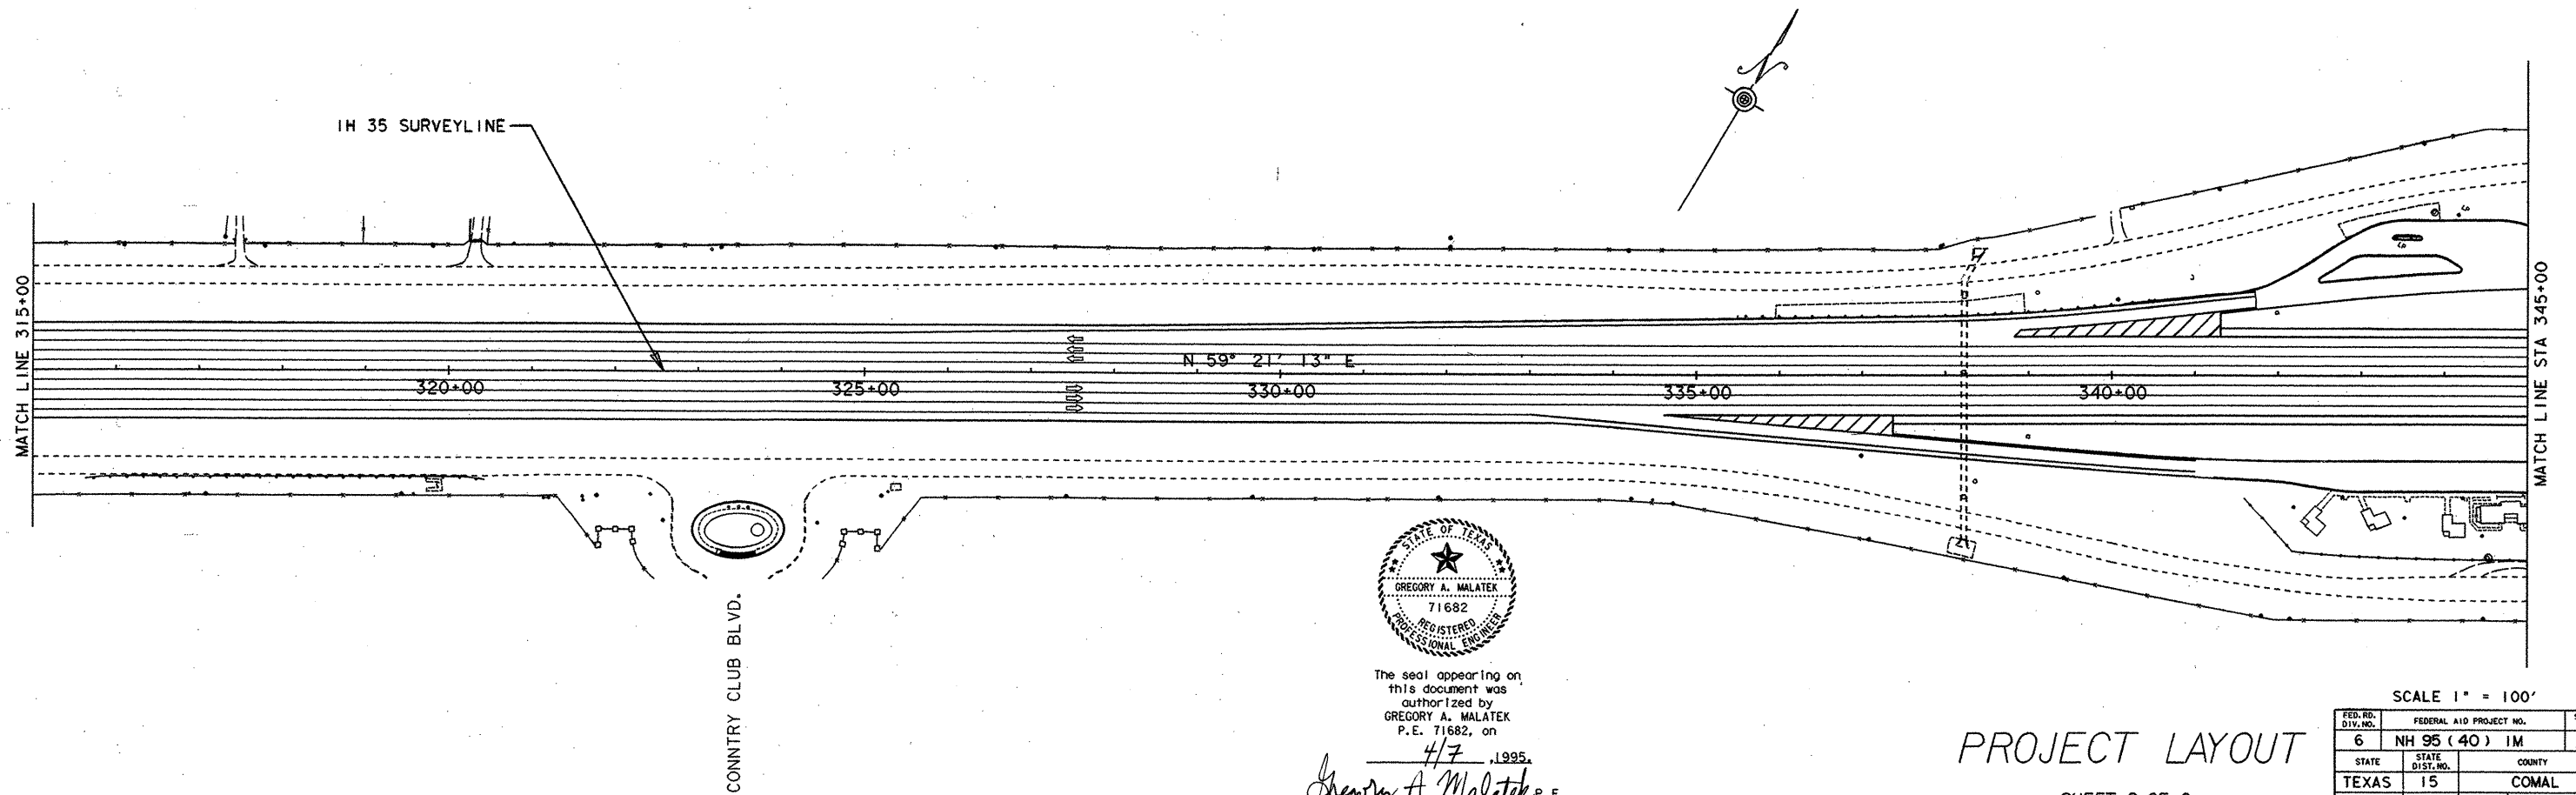 IH 35 SURVEYLINE
MATCH LINE 315+00
N 59° 21' 13" E
320+00
325+00
330+00
335+00
340+00
MATCH LINE STA 345+00
CONNTRY CLUB BLVD.
STATE OF TEXAS
GREGORY A. MALATEK
71682
REGISTERED
PROFESSIONAL ENGINEER
The seal appearing on
this document was
authorized by
GREGORY A. MALATEK
P.E. 71682, on
4/7 ,1995.
Gregory A Malatek P.E.
PROJECT LAYOUT
SCALE 1" = 100'
FED.RD. DIV.NO.
FEDERAL AID PROJECT NO.
6
NH 95 (40) IM
STATE
STATE DIST.NO.
COUNTY
TEXAS
15
COMAL